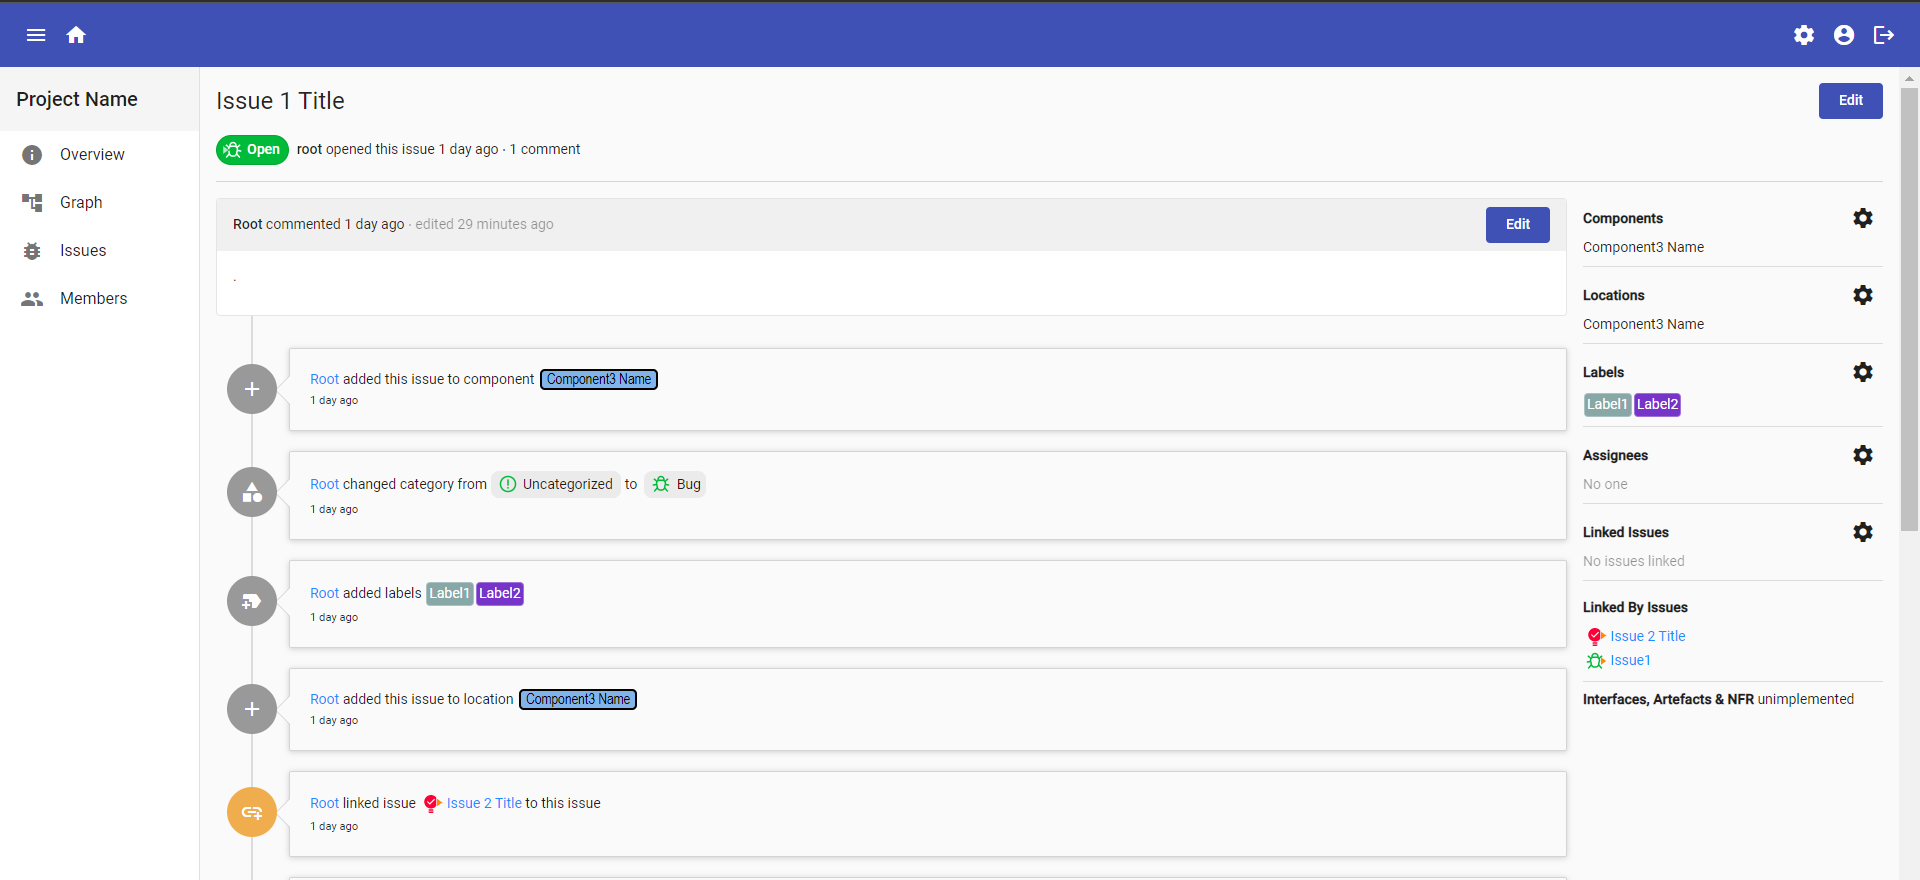 Project Name
Overview
Graph
Issues
Members
Issue 1 Title
Edit
Open root opened this issue 1 day ago · 1 comment
Root commented 1 day ago · edited 29 minutes ago
Edit
.
Root added this issue to component Component3 Name
1 day ago
Root changed category from Uncategorized to Bug
1 day ago
Root added labels Label1 Label2
1 day ago
Root added this issue to location Component3 Name
1 day ago
Root linked issue Issue 2 Title to this issue
1 day ago
Components
Component3 Name
Locations
Component3 Name
Labels
Label1 Label2
Assignees
No one
Linked Issues
No issues linked
Linked By Issues
Issue 2 Title
Issue1
Interfaces, Artefacts & NFR unimplemented